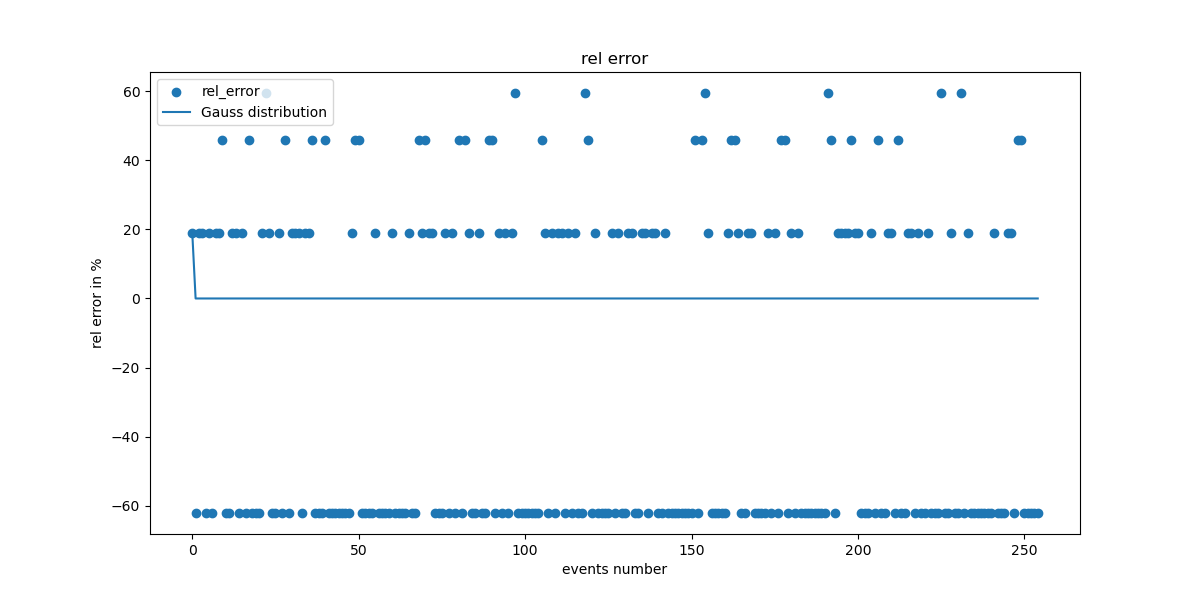 rel error
rel_error
Gauss distribution
60
40
20
0
−20
−40
−60
rel error in %
0
50
100
150
200
250
events number